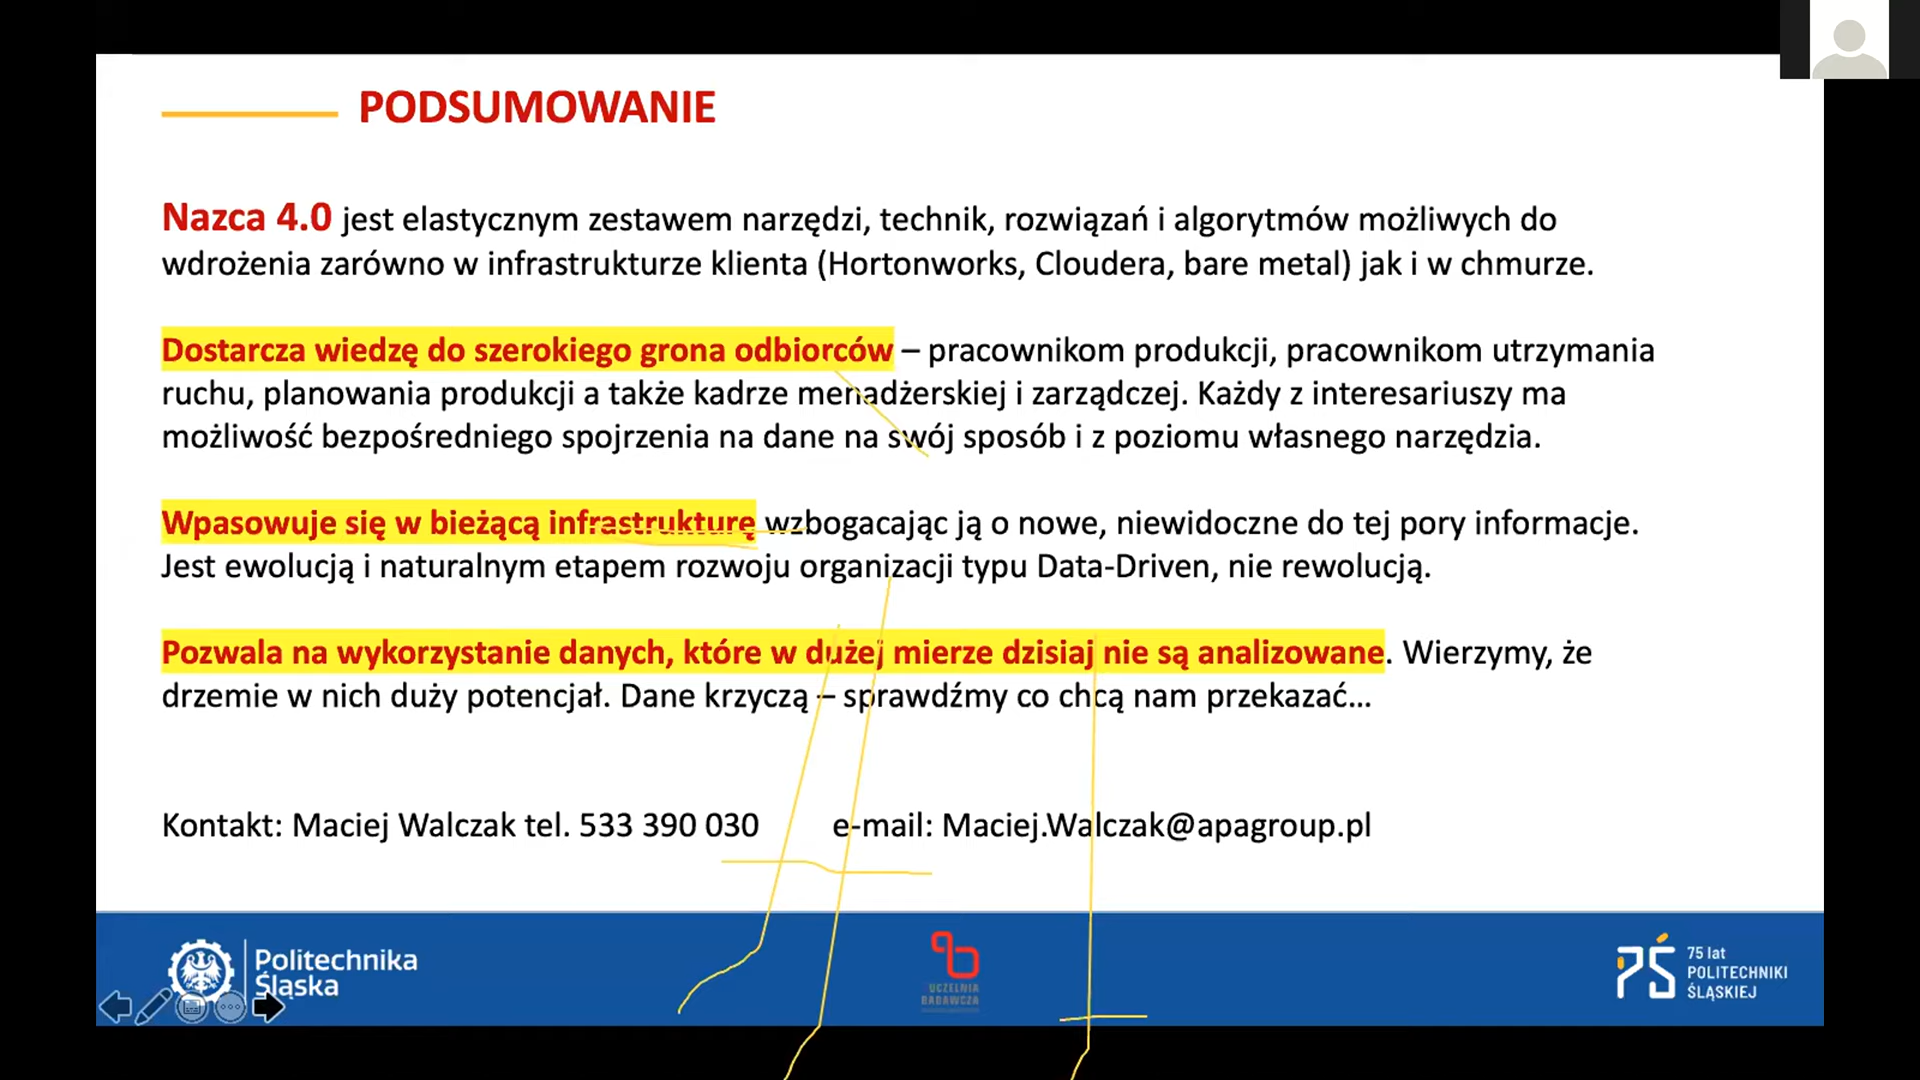 PODSUMOWANIE
Nazca 4.0 jest elastycznym zestawem narzędzi, technik, rozwiązań i algorytmów możliwych do
wdrożenia zarówno w infrastrukturze klienta (Hortonworks, Cloudera, bare metal) jak i w chmurze.
Dostarcza wiedzę do szerokiego grona odbiorców – pracownikom produkcji, pracownikom utrzymania
ruchu, planowania produkcji a także kadrze menadżerskiej i zarządczej. Każdy z interesariuszy ma
możliwość bezpośredniego spojrzenia na dane na swój sposób i z poziomu własnego narzędzia.
Wpasowuje się w bieżącą infrastrukturę wzbogacając ją o nowe, niewidoczne do tej pory informacje.
Jest ewolucją i naturalnym etapem rozwoju organizacji typu Data-Driven, nie rewolucją.
Pozwala na wykorzystanie danych, które w dużej mierze dzisiaj nie są analizowane. Wierzymy, że
drzemie w nich duży potencjał. Dane krzyczą – sprawdźmy co chcą nam przekazać...
Kontakt: Maciej Walczak tel. 533 390 030 e-mail: Maciej.Walczak@apagroup.pl
Politechnika
Śląska
UCZELNIA
BADAWCZA
PŚ
75 lat
POLITECHNIKI
ŚLĄSKIEJ